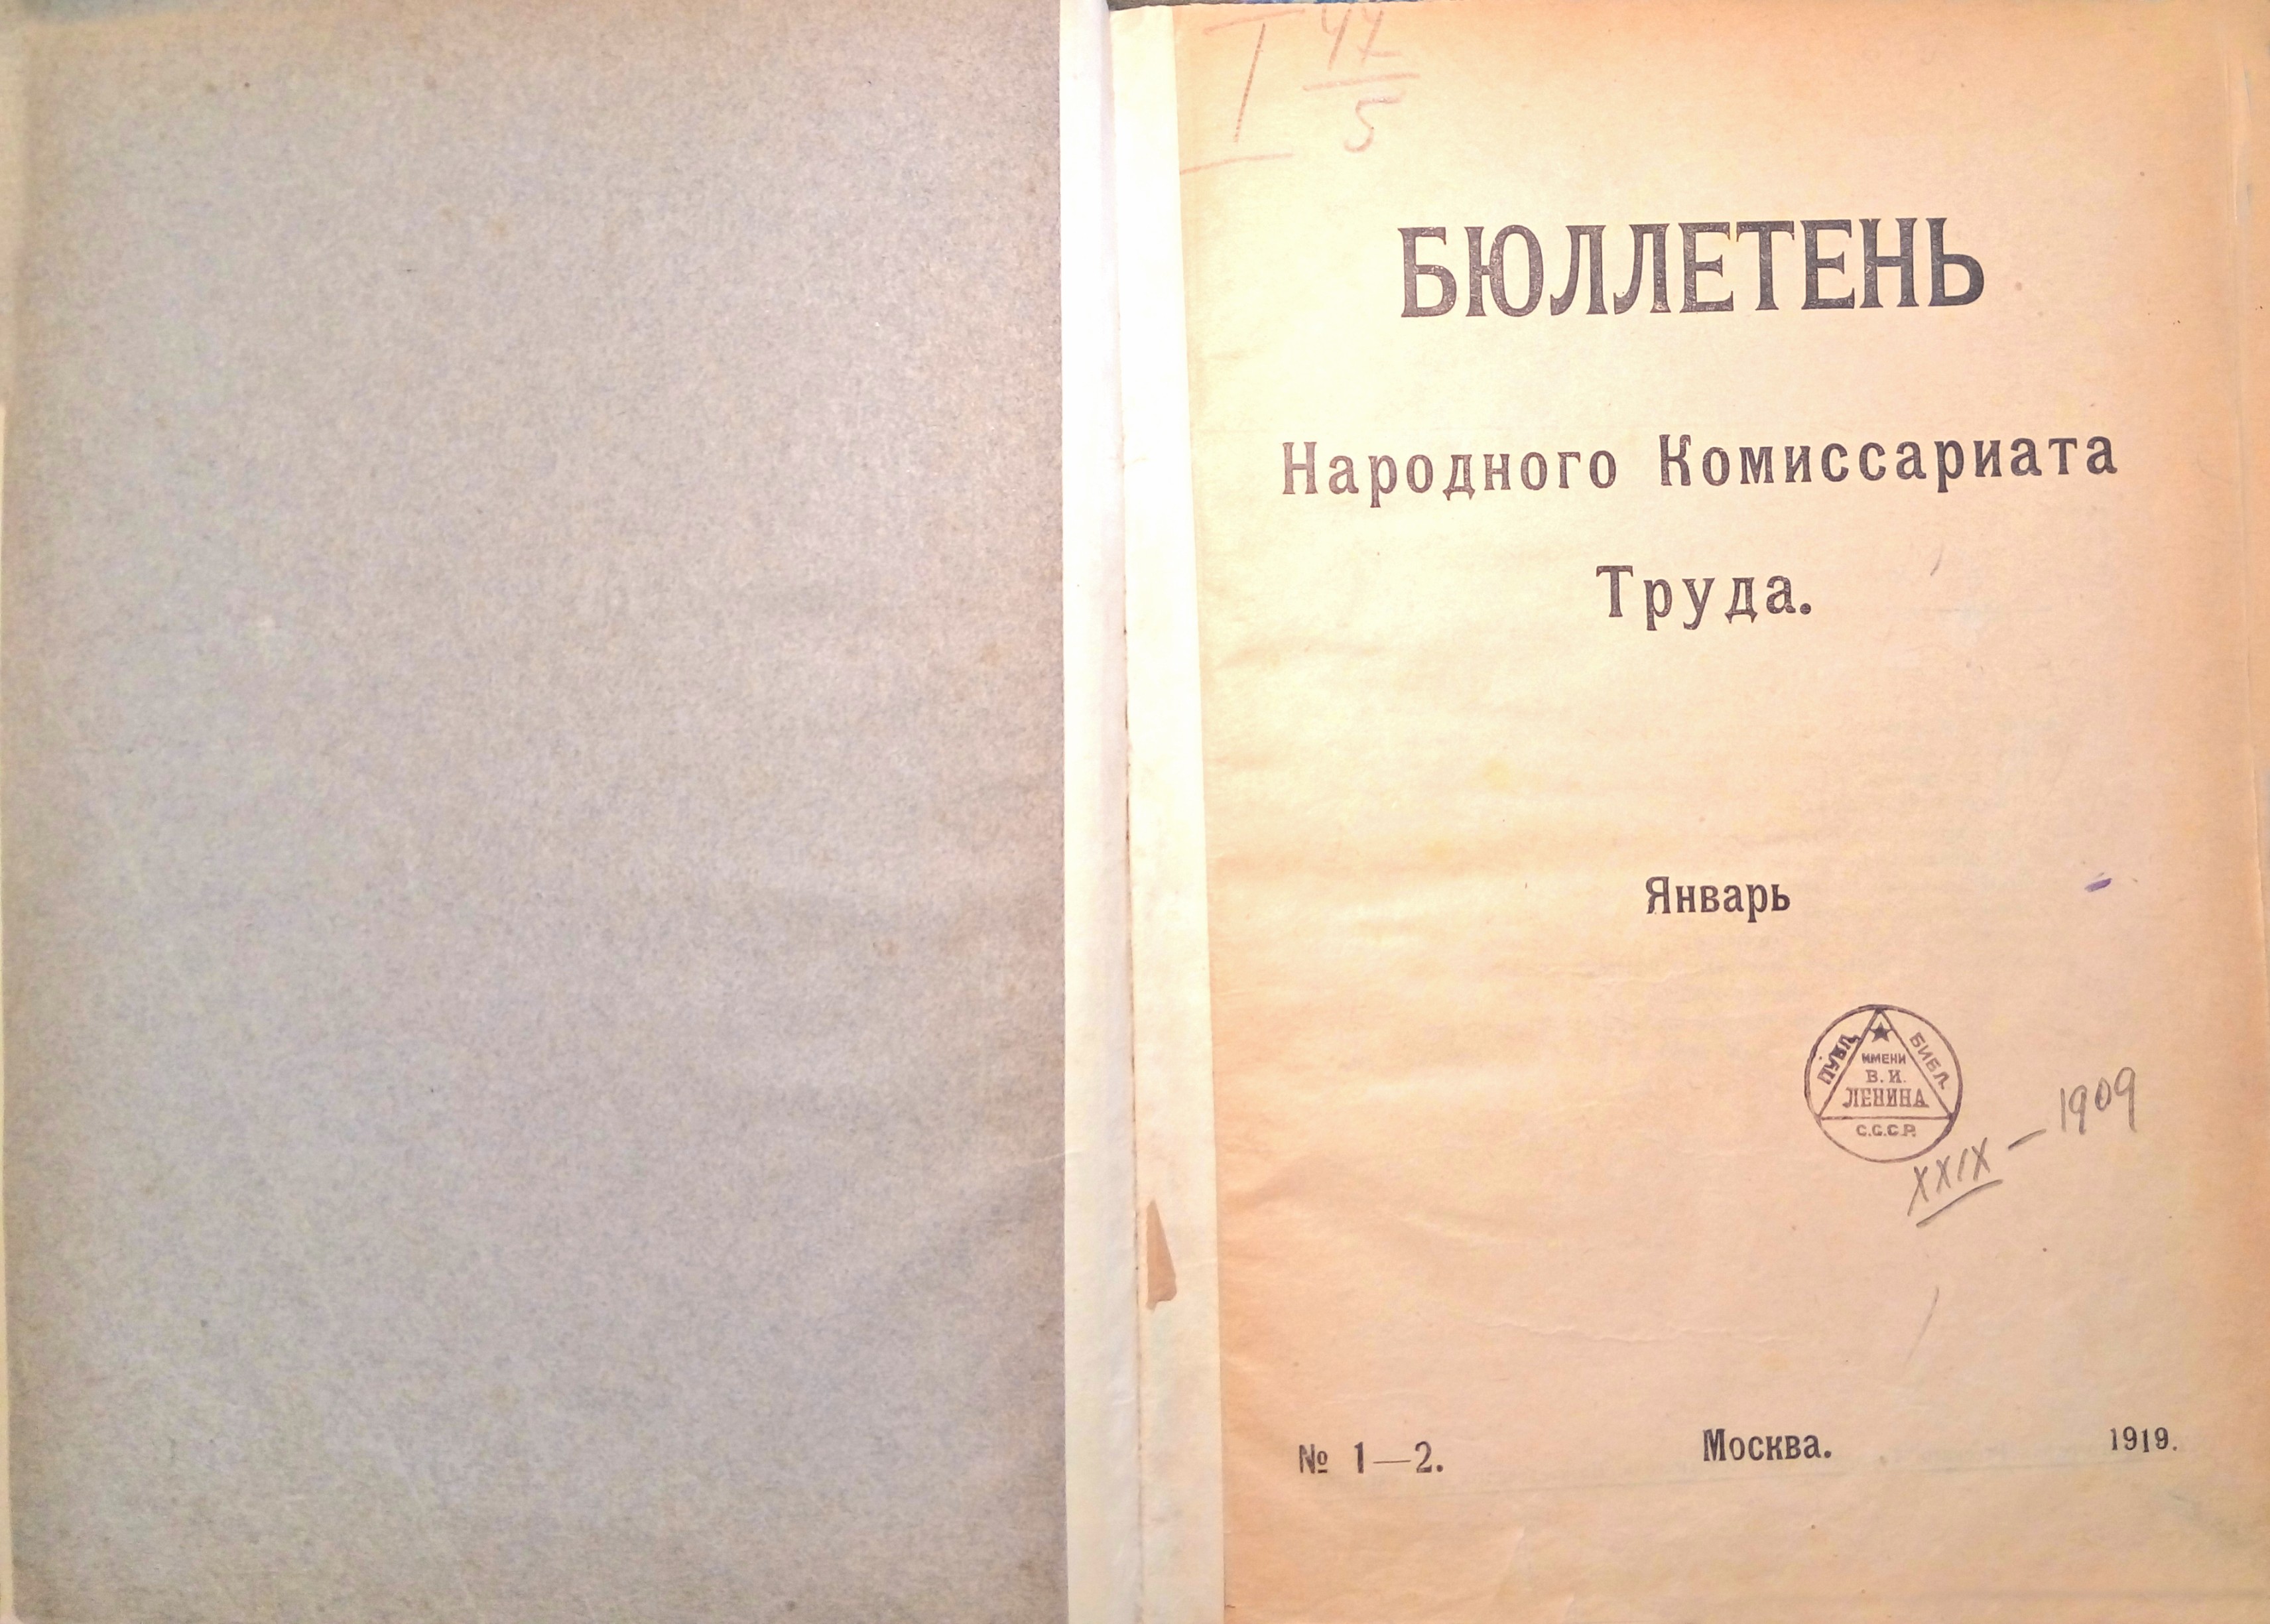 I 47
5
БЮЛЛЕТЕНЬ
Народного Комиссариата
Труда.
Январь
ПУБЛ. БИБЛ.
ИМЕНИ
В. И.
ЛЕНИНА
С.С.С.Р.
XXIX — 1909
№ 1—2. Москва. 1919.